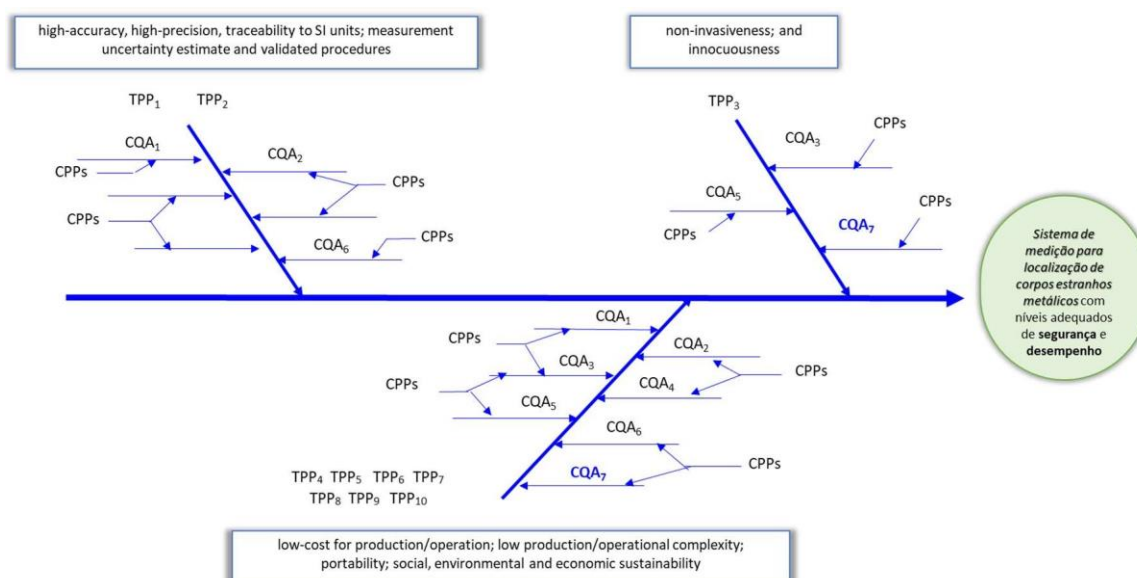 high-accuracy, high-precision, traceability to SI units; measurement
uncertainty estimate and validated procedures
non-invasiveness; and
innocuousness
TPP₁ TPP₂
TPP₃
CQA₁
CQA₂
CPPs
CPPs
CPPs
CQA₆
CPPs
CQA₃
CPPs
CQA₅
CPPs
CQA₇
CPPs
Sistema de
medição para
localização de
corpos estranhos
metálicos com
níveis adequados
de segurança e
desempenho
CQA₁
CPPs
CQA₂
CQA₃
CPPs
CQA₄
CPPs
CQA₅
CQA₆
CQA₇
CPPs
TPP₄ TPP₅ TPP₆ TPP₇
TPP₈ TPP₉ TPP₁₀
low-cost for production/operation; low production/operational complexity;
portability; social, environmental and economic sustainability